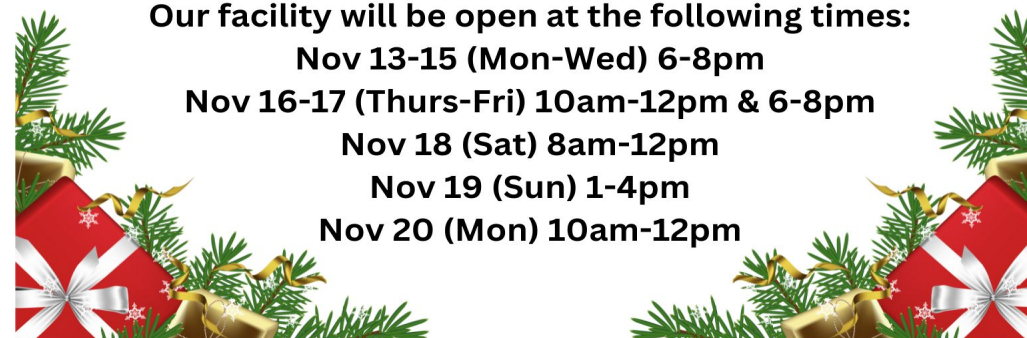 Our facility will be open at the following times:
Nov 13-15 (Mon-Wed) 6-8pm
Nov 16-17 (Thurs-Fri) 10am-12pm & 6-8pm
Nov 18 (Sat) 8am-12pm
Nov 19 (Sun) 1-4pm
Nov 20 (Mon) 10am-12pm